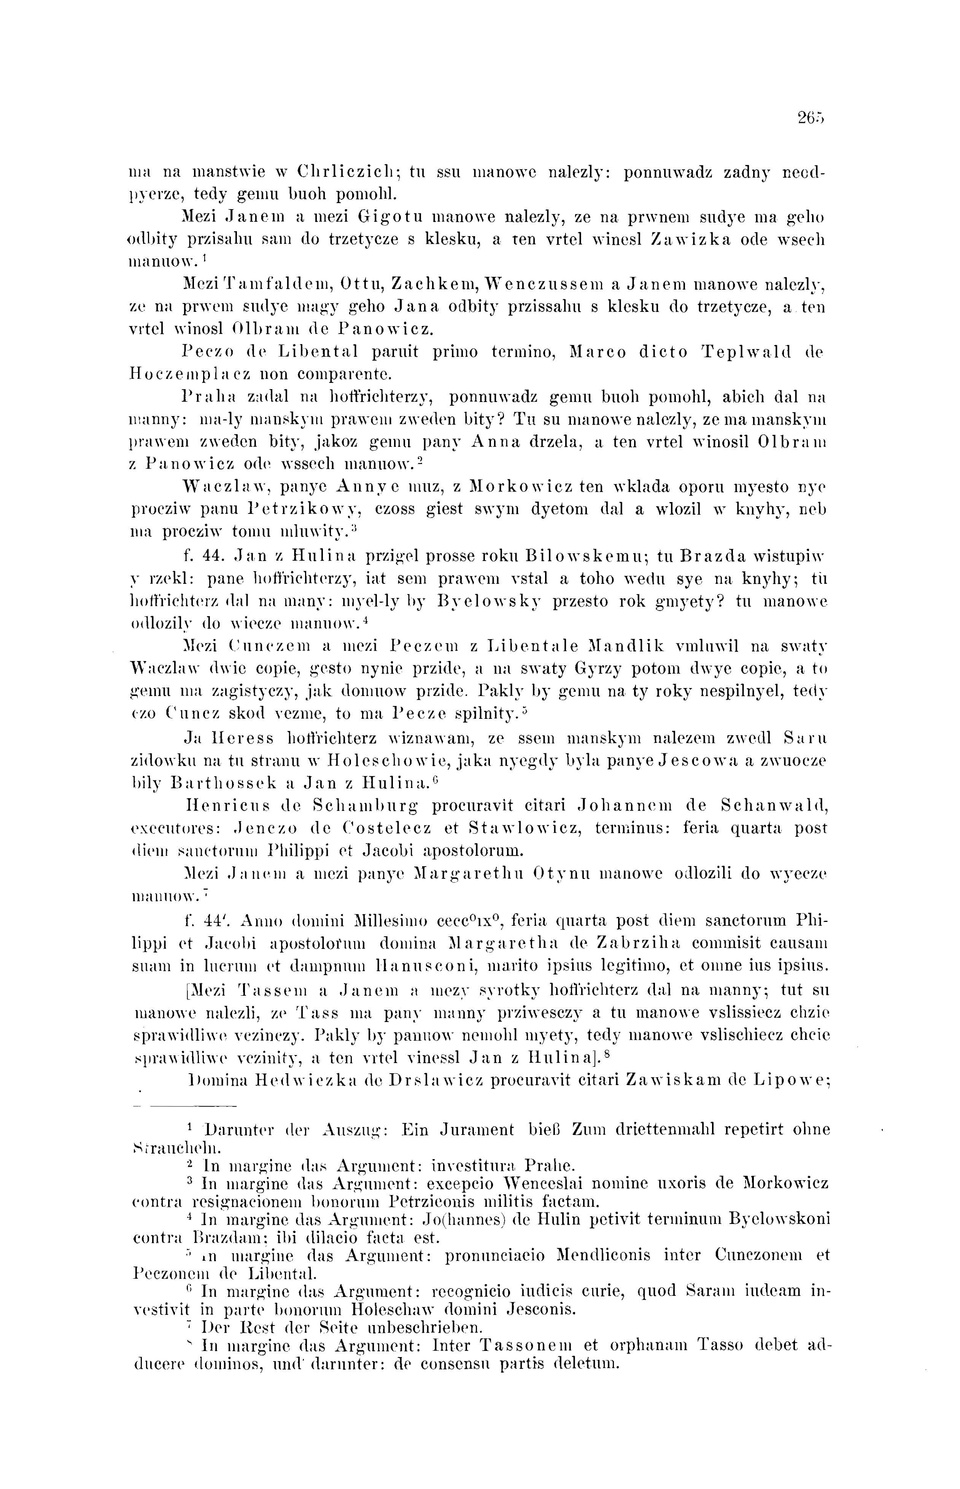 265
ma na manstwie w Chrliczich; tu ssu manowe nalezly: ponnuwadz zadny neod-
pyerze, tedy gemu buoh pomohl.
Mezi Janem a mezi Gigotu manowe nalezly, ze na prwnem sudye ma geho
odbity przisahu sam do trzetycze s klesku, a ten vrtel winesl Zawizka ode wsech
manuow. ¹
Mezi Tamfaldem, Ottu, Zachkem, Wenczussem a Janem manowe nalezly,
ze na prwem sudye magy geho Jana odbity przissahu s klesku do trzetycze, a ten
vrtel winosl Olbram de Panowicz.
Peczo de Libental paruit primo termino, Marco dicto Teplwald de
Hoczemplacz non comparente.
Praha zadal na hoffrichterzy, ponnuwadz gemu buoh pomohl, abich dal na
manny: ma-ly manskym prawem zweden bity? Tu su manowe nalezly, ze ma manskym
prawem zweden bity, jakoz gemu pany Anna drzela, a ten vrtel winosil Olbram
z Panowicz ode wssech manuow. ²
Waczlaw, panye Annye muz, z Morkowicz ten wklada oporu myesto nye
procziw panu Petrzikowy, czoss giest swym dyetom dal a wlozil w knyhy, neb
ma procziw tomu mluwity. ³
f. 44. Jan z Hulina przigel prosse roku Bilowskemu; tu Brazda wistupiw
y rzekl: pane hoffrichterzy, iat sem prawem vstal a toho wedu sye na knyhy; tu
hoffrichterz dal na many: myel-ly by Byelowsky przesto rok gmyety? tu manowe
odlozily do wiecze manuow. ⁴
Mezi Cunczem a mezi Peczem z Libentale Mandlik vmluwil na swaty
Waczlaw dwie copie, gesto nynie przide, a na swaty Gyrzy potom dwye copie, a to
gemu ma zagistyczy, jak domuow przide. Pakly by gemu na ty roky nespilnyel, tedy
czo Cuncz skod vezme, to ma Pecze spilnity. ⁵
Ja Heress hoffrichterz wiznawam, ze ssem manskym nalezem zwedl Saru
zidowku na tu stranu w Holeschowie, jaka nyegdy byla panye Jescowa a zwuocze
bily Barthossek a Jan z Hulina. ⁶
Henricus de Schamburg procuravit citari Johannem de Schanwald,
executores: Jenczo de Costelecz et Stawlowicz, terminus: feria quarta post
diem sanctorum Philippi et Jacobi apostolorum.
Mezi Janem a mezi panye Margarethu Otynu manowe odlozili do wyecze
manuow. ⁷
f. 44′. Anno domini Millesimo cccc⁰ıx⁰, feria quarta post diem sanctorum Phi-
lippi et Jacobi apostolorum domina Margaretha de Zabrziha commisit causam
suam in lucrum et dampnum Hanusconi, marito ipsius legitimo, et omne ius ipsius.
[Mezi Tassem a Janem a mezy syrotky hoffrichterz dal na manny; tut su
manowe nalezli, ze Tass ma pany manny prziwesczy a tu manowe vslissiecz chzie
sprawidliwe vezinczy. Pakly by pannow nemohl myety, tedy manowe vslischiecz chcie
sprawidliwe vczinity, a ten vrtel vinessl Jan z Hulina]. ⁸
Domina Hedwiczka de Drslawicz procuravit citari Zawiskam de Lipowe;
¹ Darunter der Auszug: Ein Jurament bieß Zum driettenmahl repetirt ohne
Straucheln.
² In margine das Argument: investitura Prahe.
³ In margine das Argument: excepcio Wenceslai nomine uxoris de Morkowicz
contra resignacionem bonorum Petrziconis militis factam.
⁴ In margine das Argument: Jo(hannes) de Hulin petivit terminum Byelowskoni
contra Brazdam; ibi dilacio facta est.
⁵ In margine das Argument: pronunciacio Mendliconis inter Cunczonem et
Peczonem de Libental.
⁶ In margine das Argument: recognicio iudicis curie, quod Saram iudeam in-
vestivit in parte bonorum Holeschaw domini Jesconis.
⁷ Der Rest der Seite unbeschrieben.
⁸ In margine das Argument: Inter Tassonem et orphanam Tasso debet ad-
ducere dominos, und darunter: de consensu partis deletum.